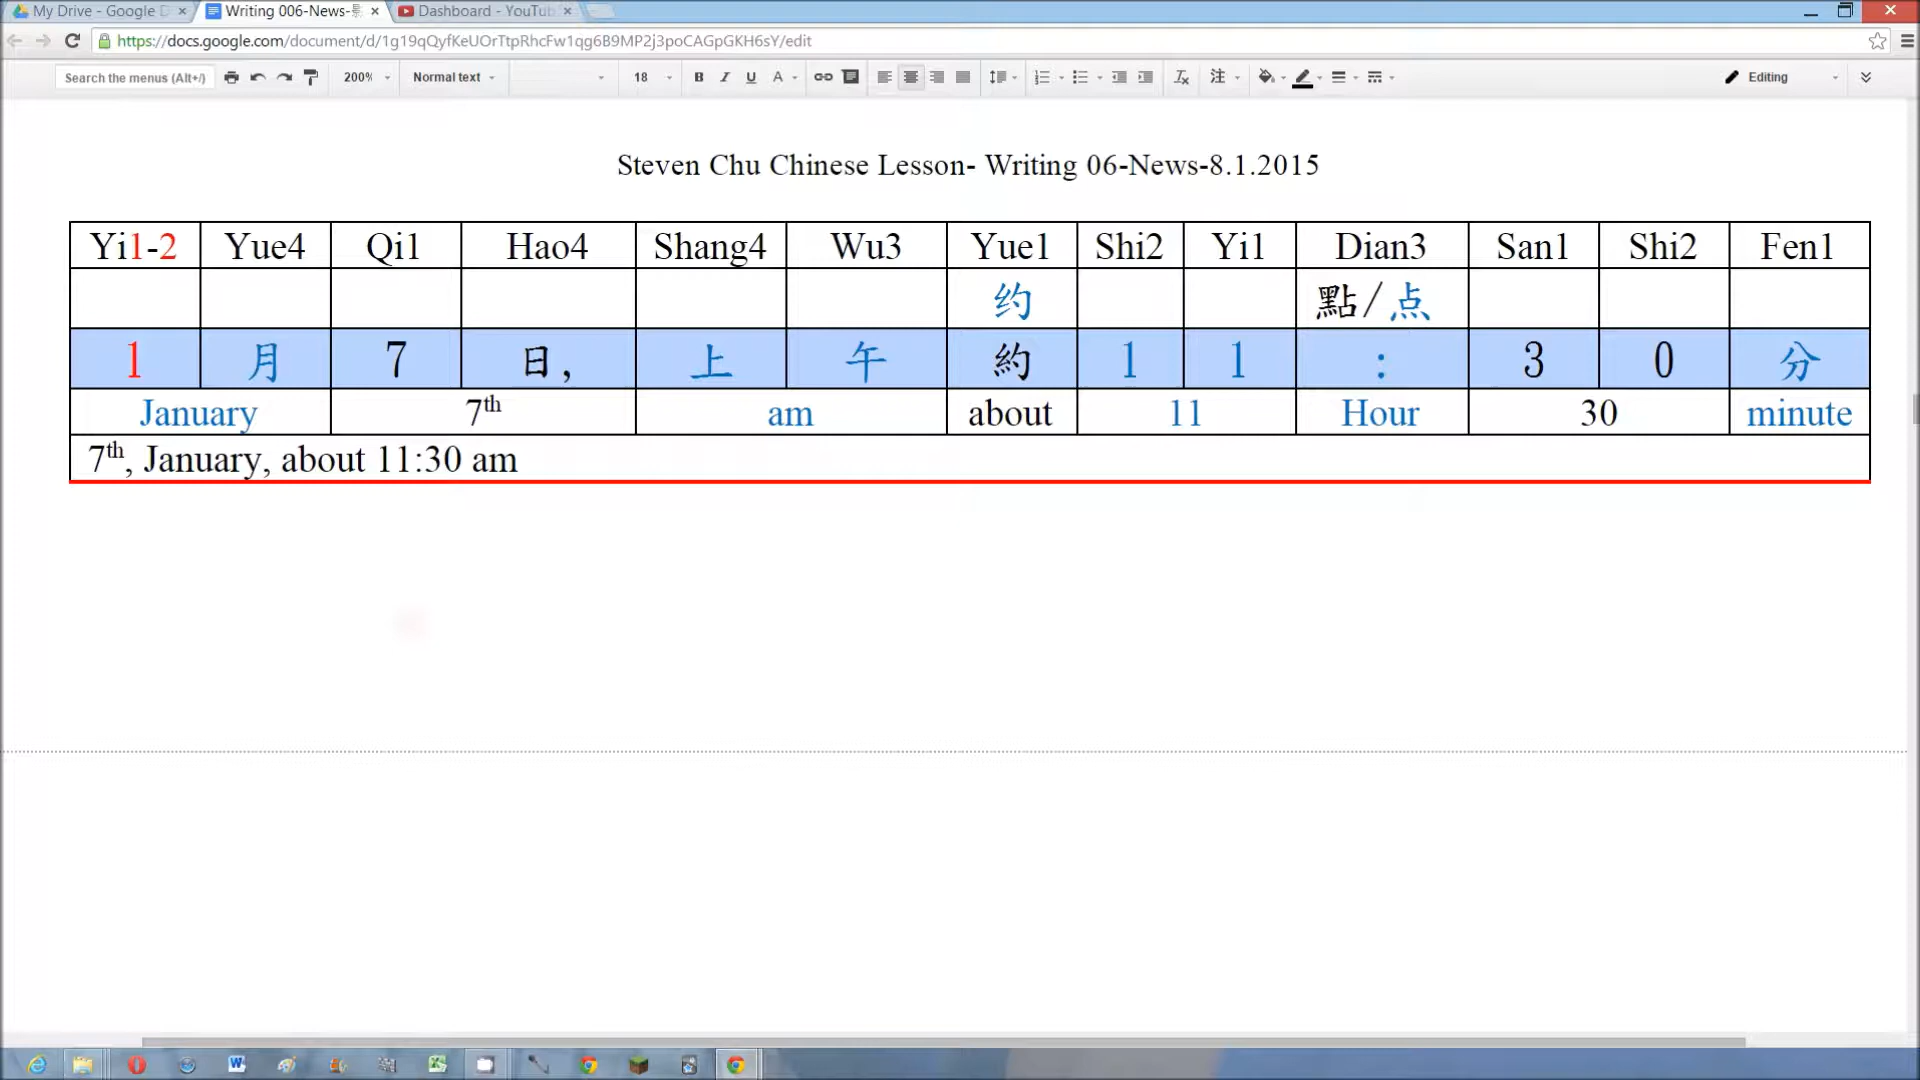 My Drive - Google D
Writing 006-News-
Dashboard - YouTub
https://docs.google.com/document/d/1g19qQyfKeUOrTtpRhcFw1qg6B9MP2j3poCAGpGKH6sY/edit
Search the menus (Alt+/) 200% Normal text 18 B I U A 注 Editing
Steven Chu Chinese Lesson- Writing 06-News-8.1.2015
Yi1-2 Yue4 Qi1 Hao4 Shang4 Wu3 Yue1 Shi2 Yi1 Dian3 San1 Shi2 Fen1
约 點/点
1 月 7 日, 上 午 約 1 1 : 3 0 分
January 7th am about 11 Hour 30 minute
7th, January, about 11:30 am